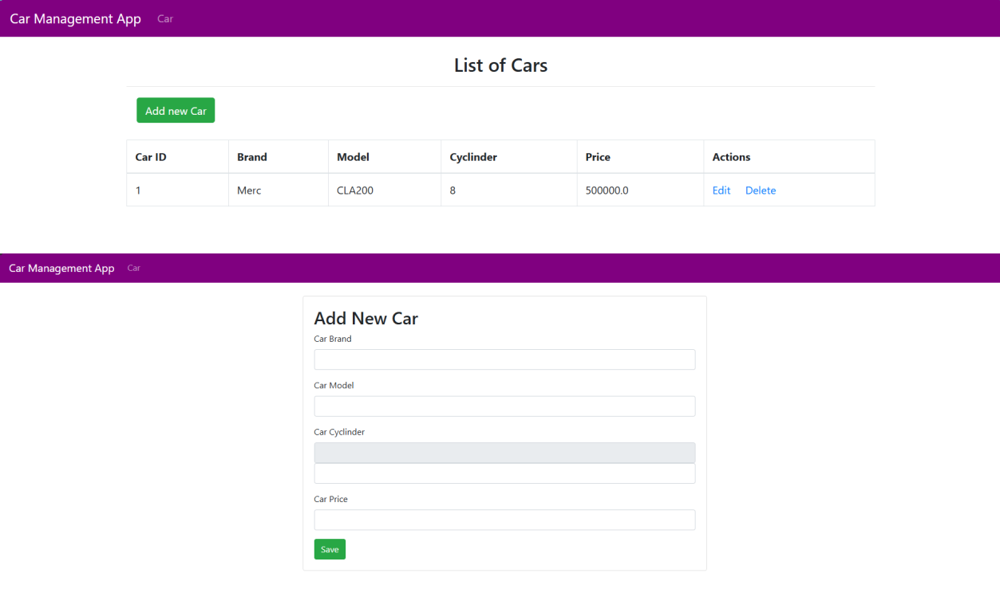 Car Management App Car
List of Cars
Add new Car
Car ID Brand Model Cyclinder Price Actions
1 Merc CLA200 8 500000.0 Edit Delete
Car Management App Car
Add New Car
Car Brand
Car Model
Car Cyclinder
Car Price
Save